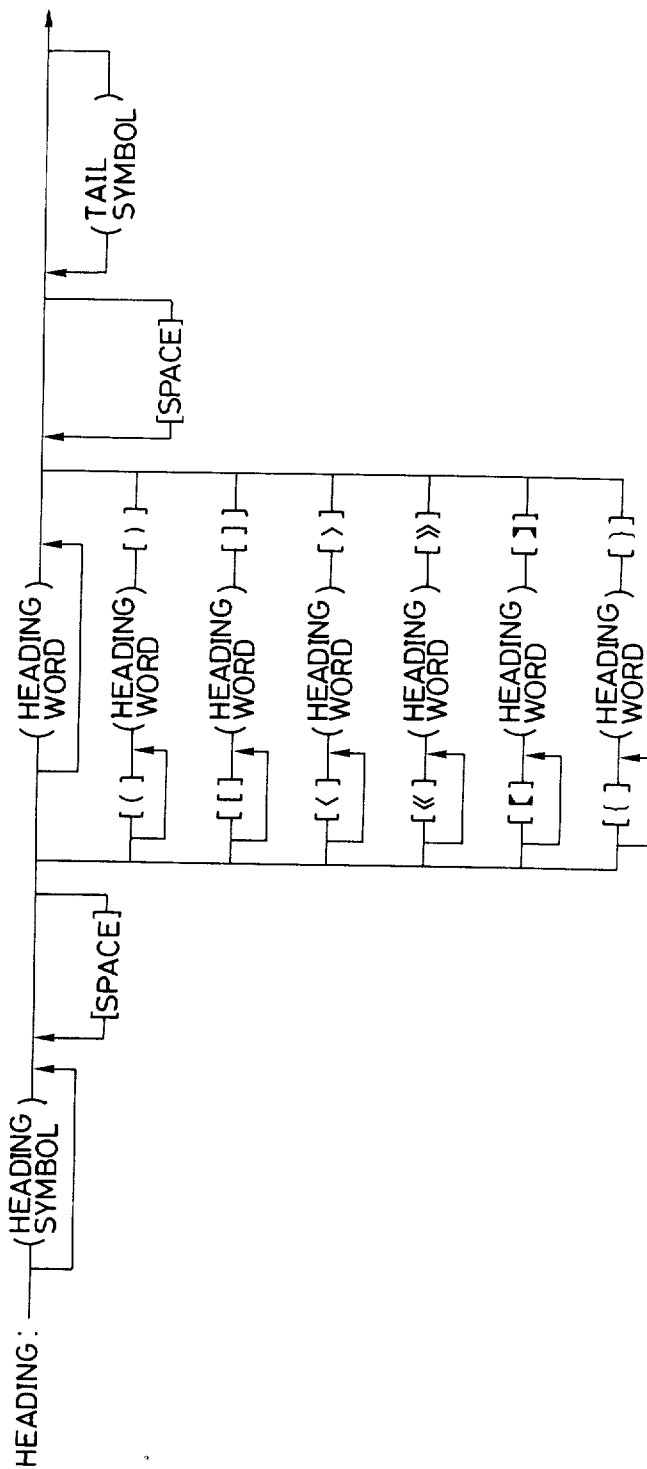 HEADING:
(HEADING
SYMBOL)
[SPACE]
(HEADING
WORD)
[(] (HEADING
WORD) [)]
[[] (HEADING
WORD) []]
[<] (HEADING
WORD) [>]
[《] (HEADING
WORD) [》]
[【] (HEADING
WORD) [】]
[{] (HEADING
WORD) [}]
[SPACE]
(TAIL
SYMBOL)